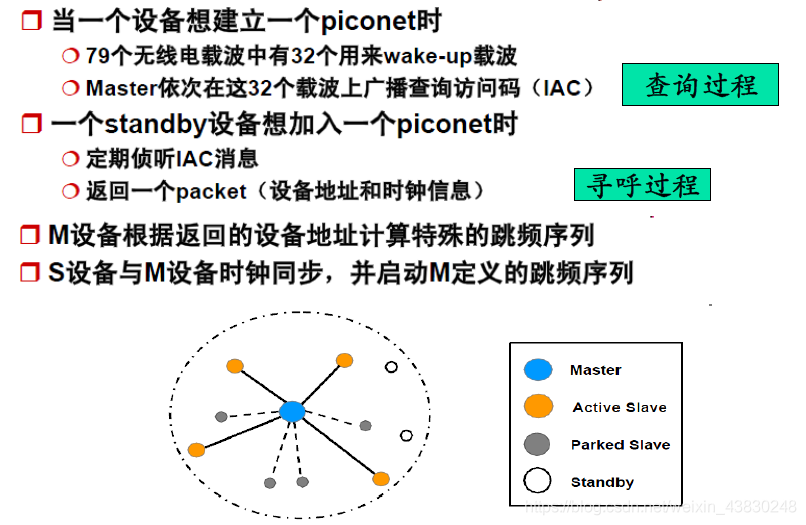 当一个设备想建立一个piconet时
79个无线电载波中有32个用来wake-up载波
Master依次在这32个载波上广播查询访问码（IAC）
查询过程
一个standby设备想加入一个piconet时
定期侦听IAC消息
返回一个packet（设备地址和时钟信息）
寻呼过程
M设备根据返回的设备地址计算特殊的跳频序列
S设备与M设备时钟同步，并启动M定义的跳频序列
Master
Active Slave
Parked Slave
Standby
https://blog.csdn.net/weixin_43830248